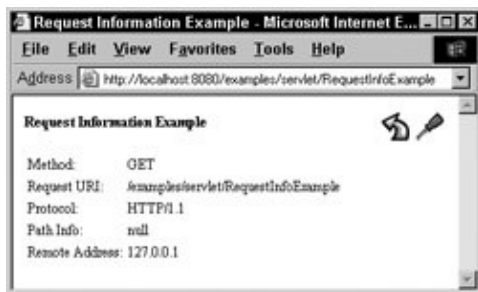 Request Information Example - Microsoft Internet E...
File Edit View Favorites Tools Help
Address http://localhost:8080/examples/servlet/RequestInfoExample
Request Information Example
Method: GET
Request URI: /examples/servlet/RequestInfoExample
Protocol: HTTP/1.1
Path Info: null
Remote Address: 127.0.0.1